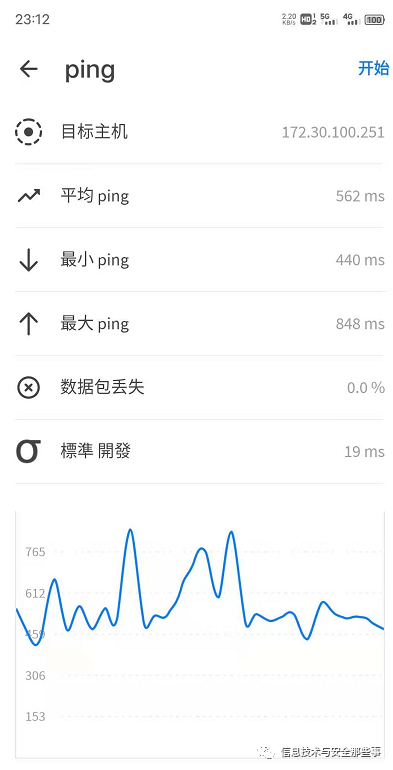 23:12
2.20 KB/s HD 1 2 5G 4G 100
ping
开始
目标主机 172.30.100.251
平均 ping 562 ms
最小 ping 440 ms
最大 ping 848 ms
数据包丢失 0.0 %
σ 標準 開發 19 ms
765
612
459
306
153
信息技术与安全那些事